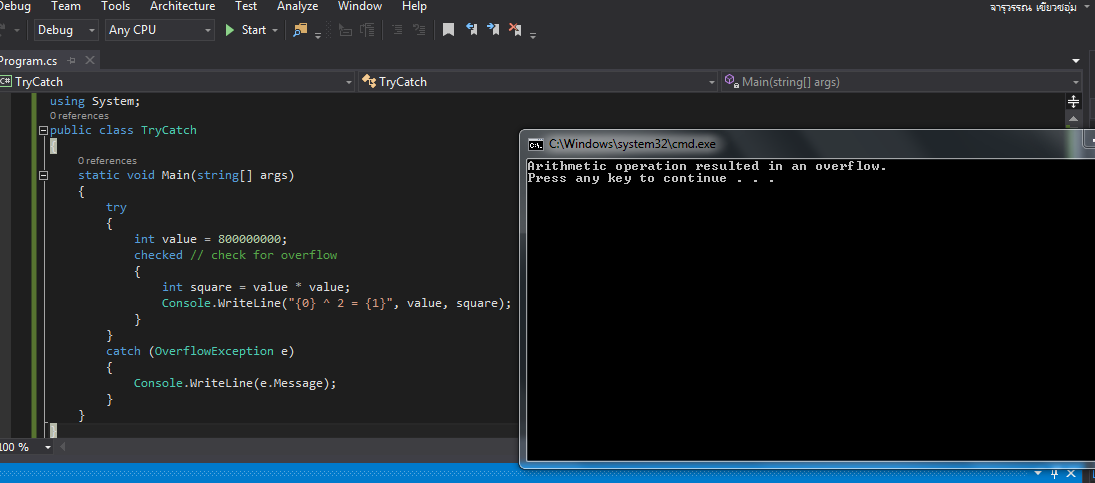 Debug Team Tools Architecture Test Analyze Window Help
จารุวรรณ เขียวชอุ่ม
Debug Any CPU Start
Program.cs
C# TryCatch TryCatch Main(string[] args)
using System;
0 references
public class TryCatch
{
0 references
static void Main(string[] args)
{
try
{
int value = 800000000;
checked // check for overflow
{
int square = value * value;
Console.WriteLine("{0} ^ 2 = {1}", value, square);
}
}
catch (OverflowException e)
{
Console.WriteLine(e.Message);
}
}
}
100 %
C:\Windows\system32\cmd.exe
Arithmetic operation resulted in an overflow.
Press any key to continue . . .